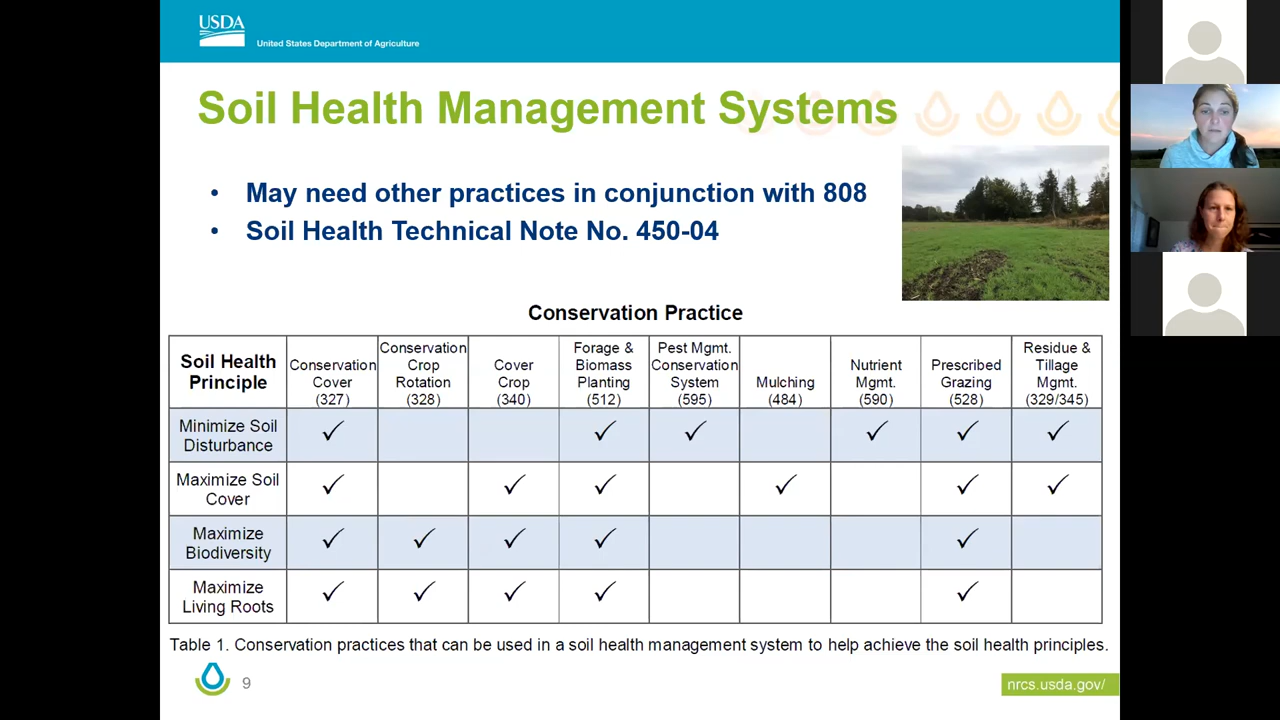 USDA
United States Department of Agriculture
Soil Health Management Systems
• May need other practices in conjunction with 808
• Soil Health Technical Note No. 450-04
Conservation Practice
Soil Health
Principle
Conservation
Cover
(327)
Conservation
Crop
Rotation
(328)
Cover
Crop
(340)
Forage &
Biomass
Planting
(512)
Pest Mgmt.
Conservation
System
(595)
Mulching
(484)
Nutrient
Mgmt.
(590)
Prescribed
Grazing
(528)
Residue &
Tillage
Mgmt.
(329/345)
Minimize Soil
Disturbance
✓ ✓ ✓ ✓ ✓ ✓
Maximize Soil
Cover
✓ ✓ ✓ ✓ ✓ ✓
Maximize
Biodiversity
✓ ✓ ✓ ✓ ✓
Maximize
Living Roots
✓ ✓ ✓ ✓ ✓
Table 1. Conservation practices that can be used in a soil health management system to help achieve the soil health principles.
9
nrcs.usda.gov/